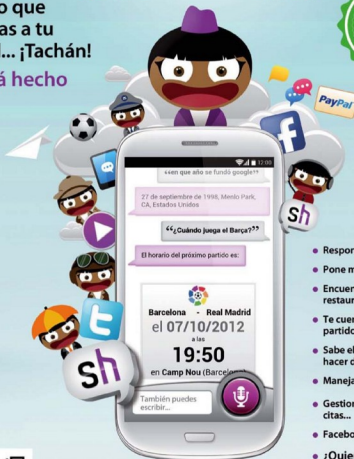 o que
as a tu
... ¡Tachán!
á hecho
PayPal
12:00
en que año se fundó google??
27 de septiembre de 1998, Menlo Park,
CA, Estados Unidos
“¿Cuándo juega el Barça?”
El horario del próximo partido es:
Barcelona - Real Madrid
el 07/10/2012
a las
19:50
en Camp Nou (Barcelo
También puedes
escribir...
sh
sh
• Respon
• Pone m
• Encuen
restaur
• Te cuen
partido
• Sabe el
hacer d
• Maneja
• Gestion
citas...
• Facebo
• ¿Quie